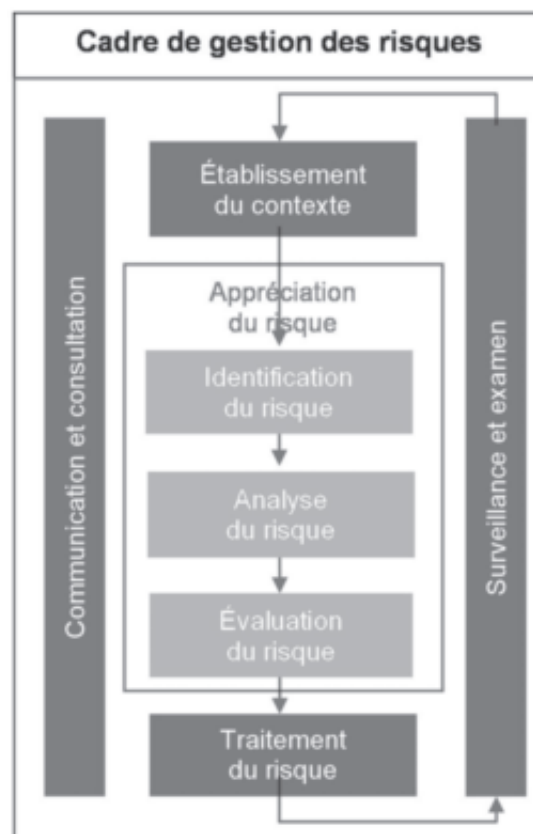 Cadre de gestion des risques
Communication et consultation
Établissement
du contexte
Appréciation
du risque
Identification
du risque
Analyse
du risque
Évaluation
du risque
Traitement
du risque
Surveillance et examen